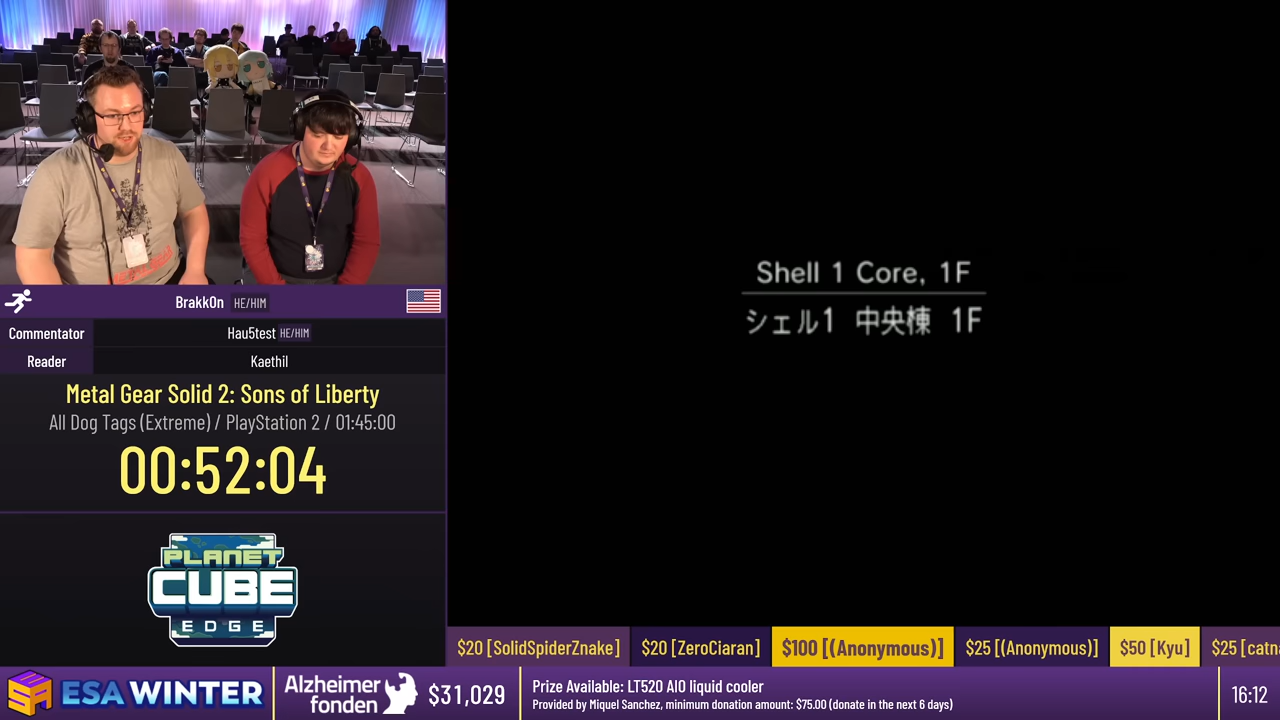 Shell 1 Core, 1F
シェル1 中央棟 1F
BrakkOn HE/HIM
Commentator Hau5test HE/HIM
Reader Kaethil
Metal Gear Solid 2: Sons of Liberty
All Dog Tags (Extreme) / PlayStation 2 / 01:45:00
00:52:04
PLANET
CUBE
EDGE
$20 [SolidSpiderZnake] $20 [ZeroCiaran] $100 [(Anonymous)] $25 [(Anonymous)] $50 [Kyu] $25 [catna
ESA WINTER
Alzheimer
fonden
$31,029
Prize Available: LT520 AIO liquid cooler
Provided by Miquel Sanchez, minimum donation amount: $75.00 (donate in the next 6 days)
16:12